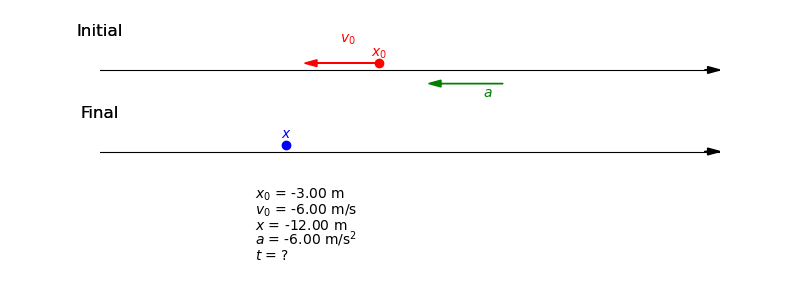 Initial
v₀
x₀
a
Final
x
x₀ = -3.00 m
v₀ = -6.00 m/s
x = -12.00 m
a = -6.00 m/s²
t = ?